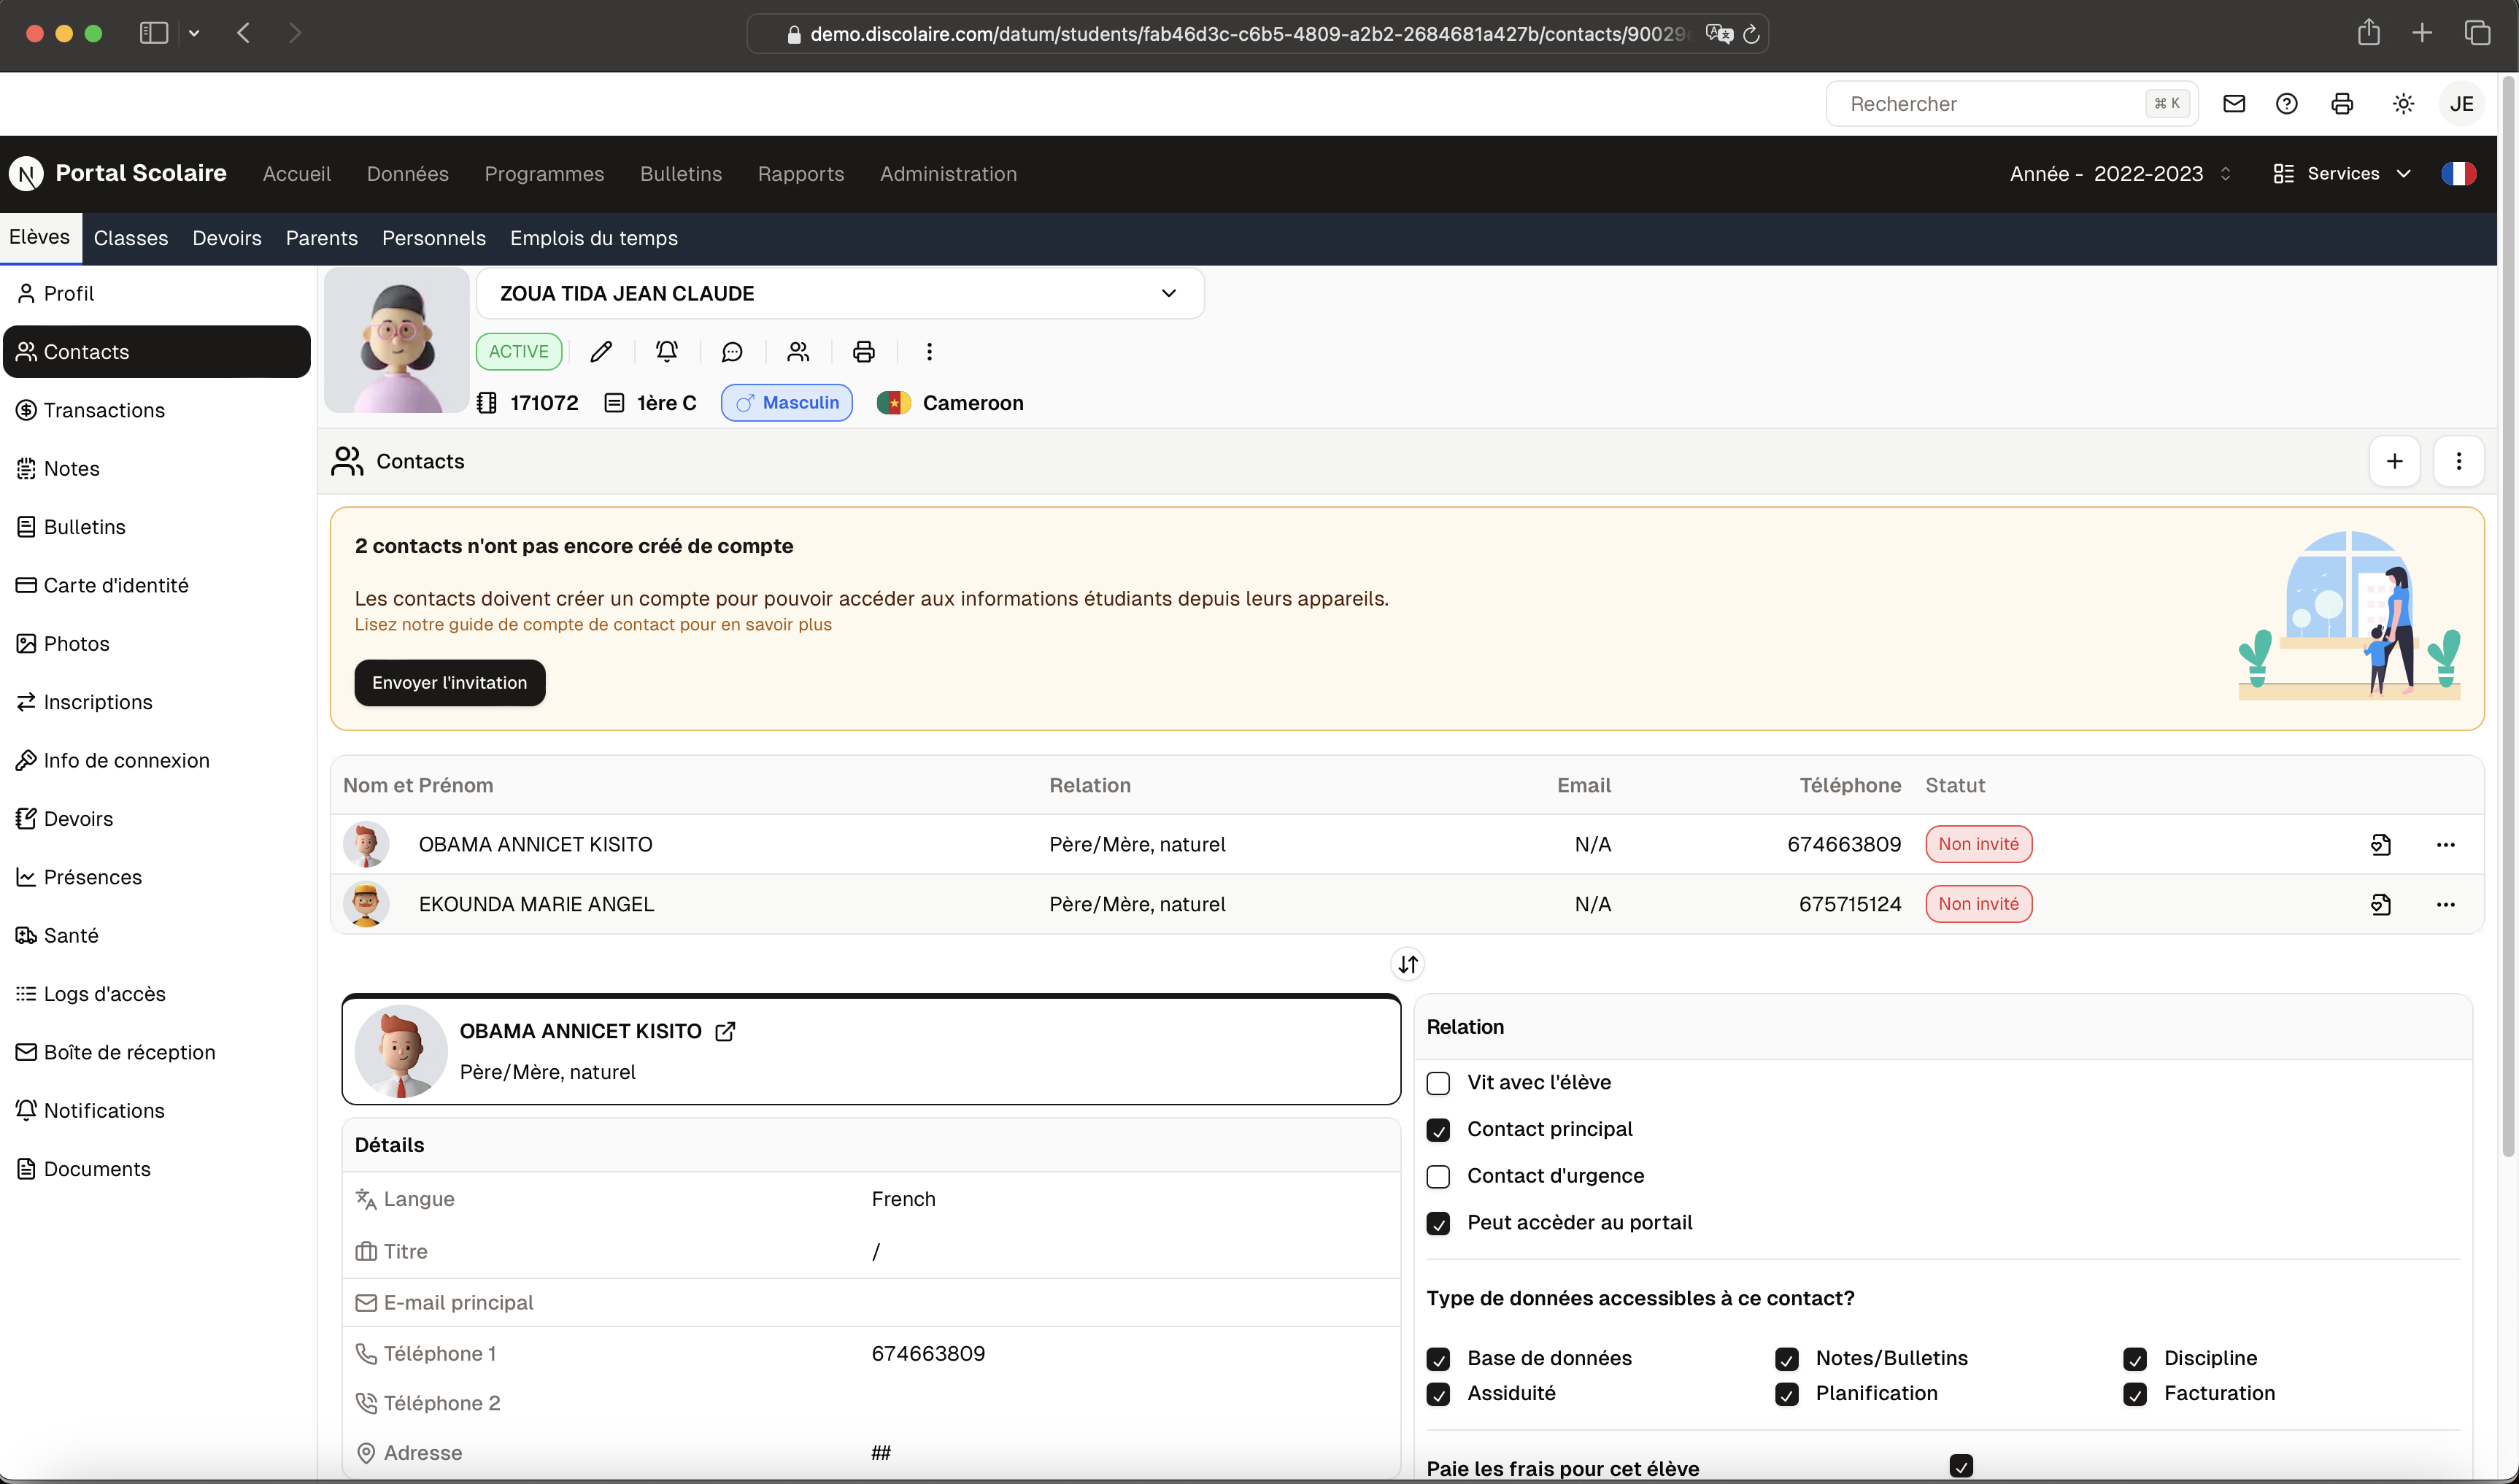 demo.discolaire.com/datum/students/fab46d3c-c6b5-4809-a2b2-2684681a427b/contacts/90029
Rechercher ⌘ K JE
N Portal Scolaire Accueil Données Programmes Bulletins Rapports Administration Année - 2022-2023 Services
Elèves Classes Devoirs Parents Personnels Emplois du temps
Profil
Contacts
Transactions
Notes
Bulletins
Carte d'identité
Photos
Inscriptions
Info de connexion
Devoirs
Présences
Santé
Logs d'accès
Boîte de réception
Notifications
Documents
ZOUA TIDA JEAN CLAUDE
ACTIVE
171072 1ère C Masculin Cameroon
Contacts
2 contacts n'ont pas encore créé de compte
Les contacts doivent créer un compte pour pouvoir accéder aux informations étudiants depuis leurs appareils.
Lisez notre guide de compte de contact pour en savoir plus
Envoyer l'invitation
Nom et Prénom Relation Email Téléphone Statut
OBAMA ANNICET KISITO Père/Mère, naturel N/A 674663809 Non invité
EKOUNDA MARIE ANGEL Père/Mère, naturel N/A 675715124 Non invité
OBAMA ANNICET KISITO
Père/Mère, naturel
Détails
Langue French
Titre /
E-mail principal
Téléphone 1 674663809
Téléphone 2
Adresse ##
Relation
Vit avec l'élève
Contact principal
Contact d'urgence
Peut accèder au portail
Type de données accessibles à ce contact?
Base de données Notes/Bulletins Discipline
Assiduité Planification Facturation
Paie les frais pour cet élève